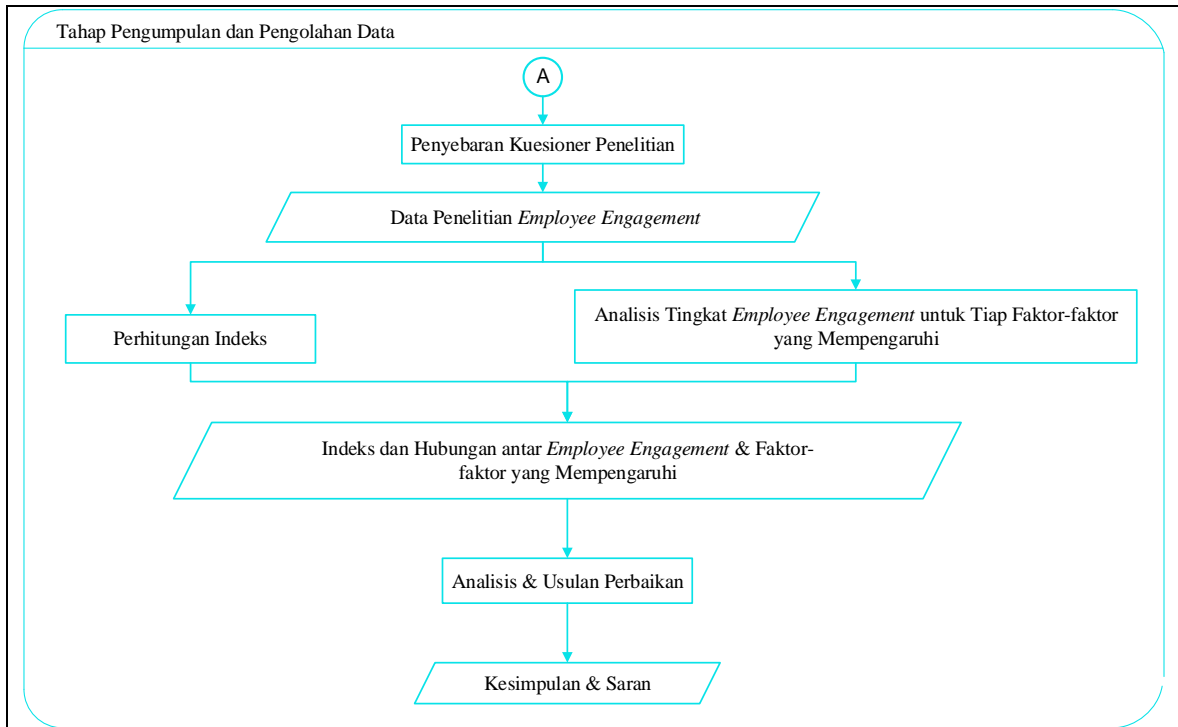 Tahap Pengumpulan dan Pengolahan Data
A
Penyebaran Kuesioner Penelitian
Data Penelitian Employee Engagement
Perhitungan Indeks
Analisis Tingkat Employee Engagement untuk Tiap Faktor-faktor
yang Mempengaruhi
Indeks dan Hubungan antar Employee Engagement & Faktor-
faktor yang Mempengaruhi
Analisis & Usulan Perbaikan
Kesimpulan & Saran